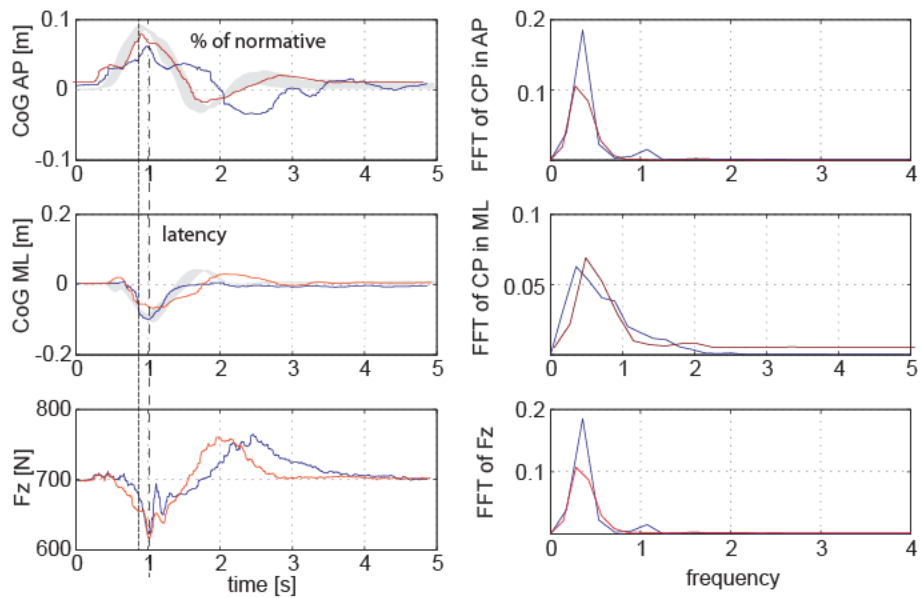 CoG AP [m]
0.1
0
-0.1
% of normative
0 1 2 3 4 5
CoG ML [m]
0.2
0
-0.2
latency
0 1 2 3 4 5
Fz [N]
800
700
600
0 1 2 3 4 5
time [s]
FFT of CP in AP
0.2
0.1
0
0 1 2 3 4
FFT of CP in ML
0.1
0.05
0
0 1 2 3 4 5
FFT of Fz
0.2
0.1
0
0 1 2 3 4
frequency